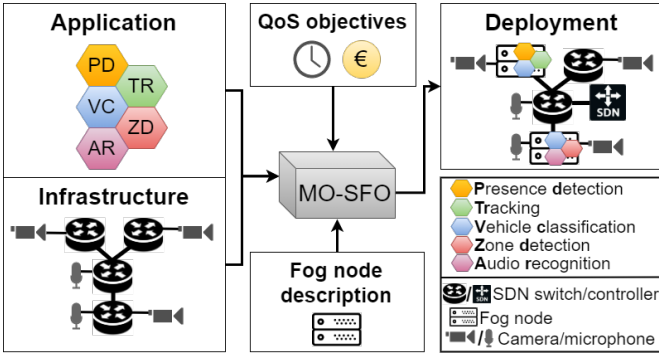 Application
PD
TR
VC
ZD
AR
Infrastructure
QoS objectives
€
MO-SFO
Fog node
description
Deployment
SDN
Presence detection
Tracking
Vehicle classification
Zone detection
Audio recognition
/ SDN SDN switch/controller
Fog node
/ Camera/microphone